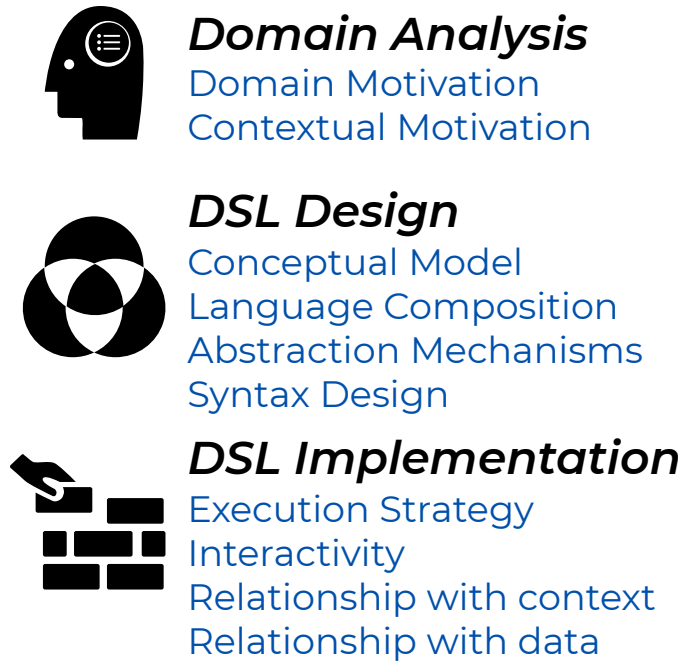 Domain Analysis
Domain Motivation
Contextual Motivation
DSL Design
Conceptual Model
Language Composition
Abstraction Mechanisms
Syntax Design
DSL Implementation
Execution Strategy
Interactivity
Relationship with context
Relationship with data